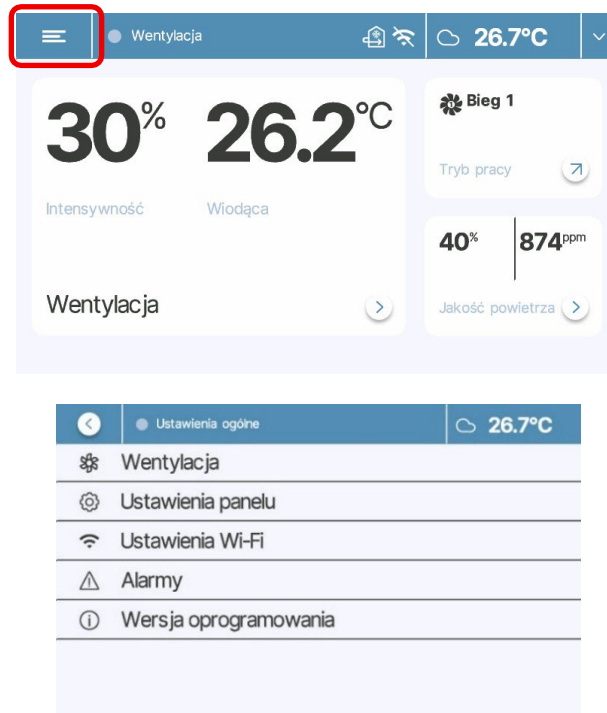 Wentylacja
26.7°C
30%
26.2°C
Intensywność
Wiodąca
Wentylacja
Bieg 1
Tryb pracy
40%
874ppm
Jakość powietrza
Ustawienia ogólne
26.7°C
Wentylacja
Ustawienia panelu
Ustawienia Wi-Fi
Alarmy
Wersja oprogramowania